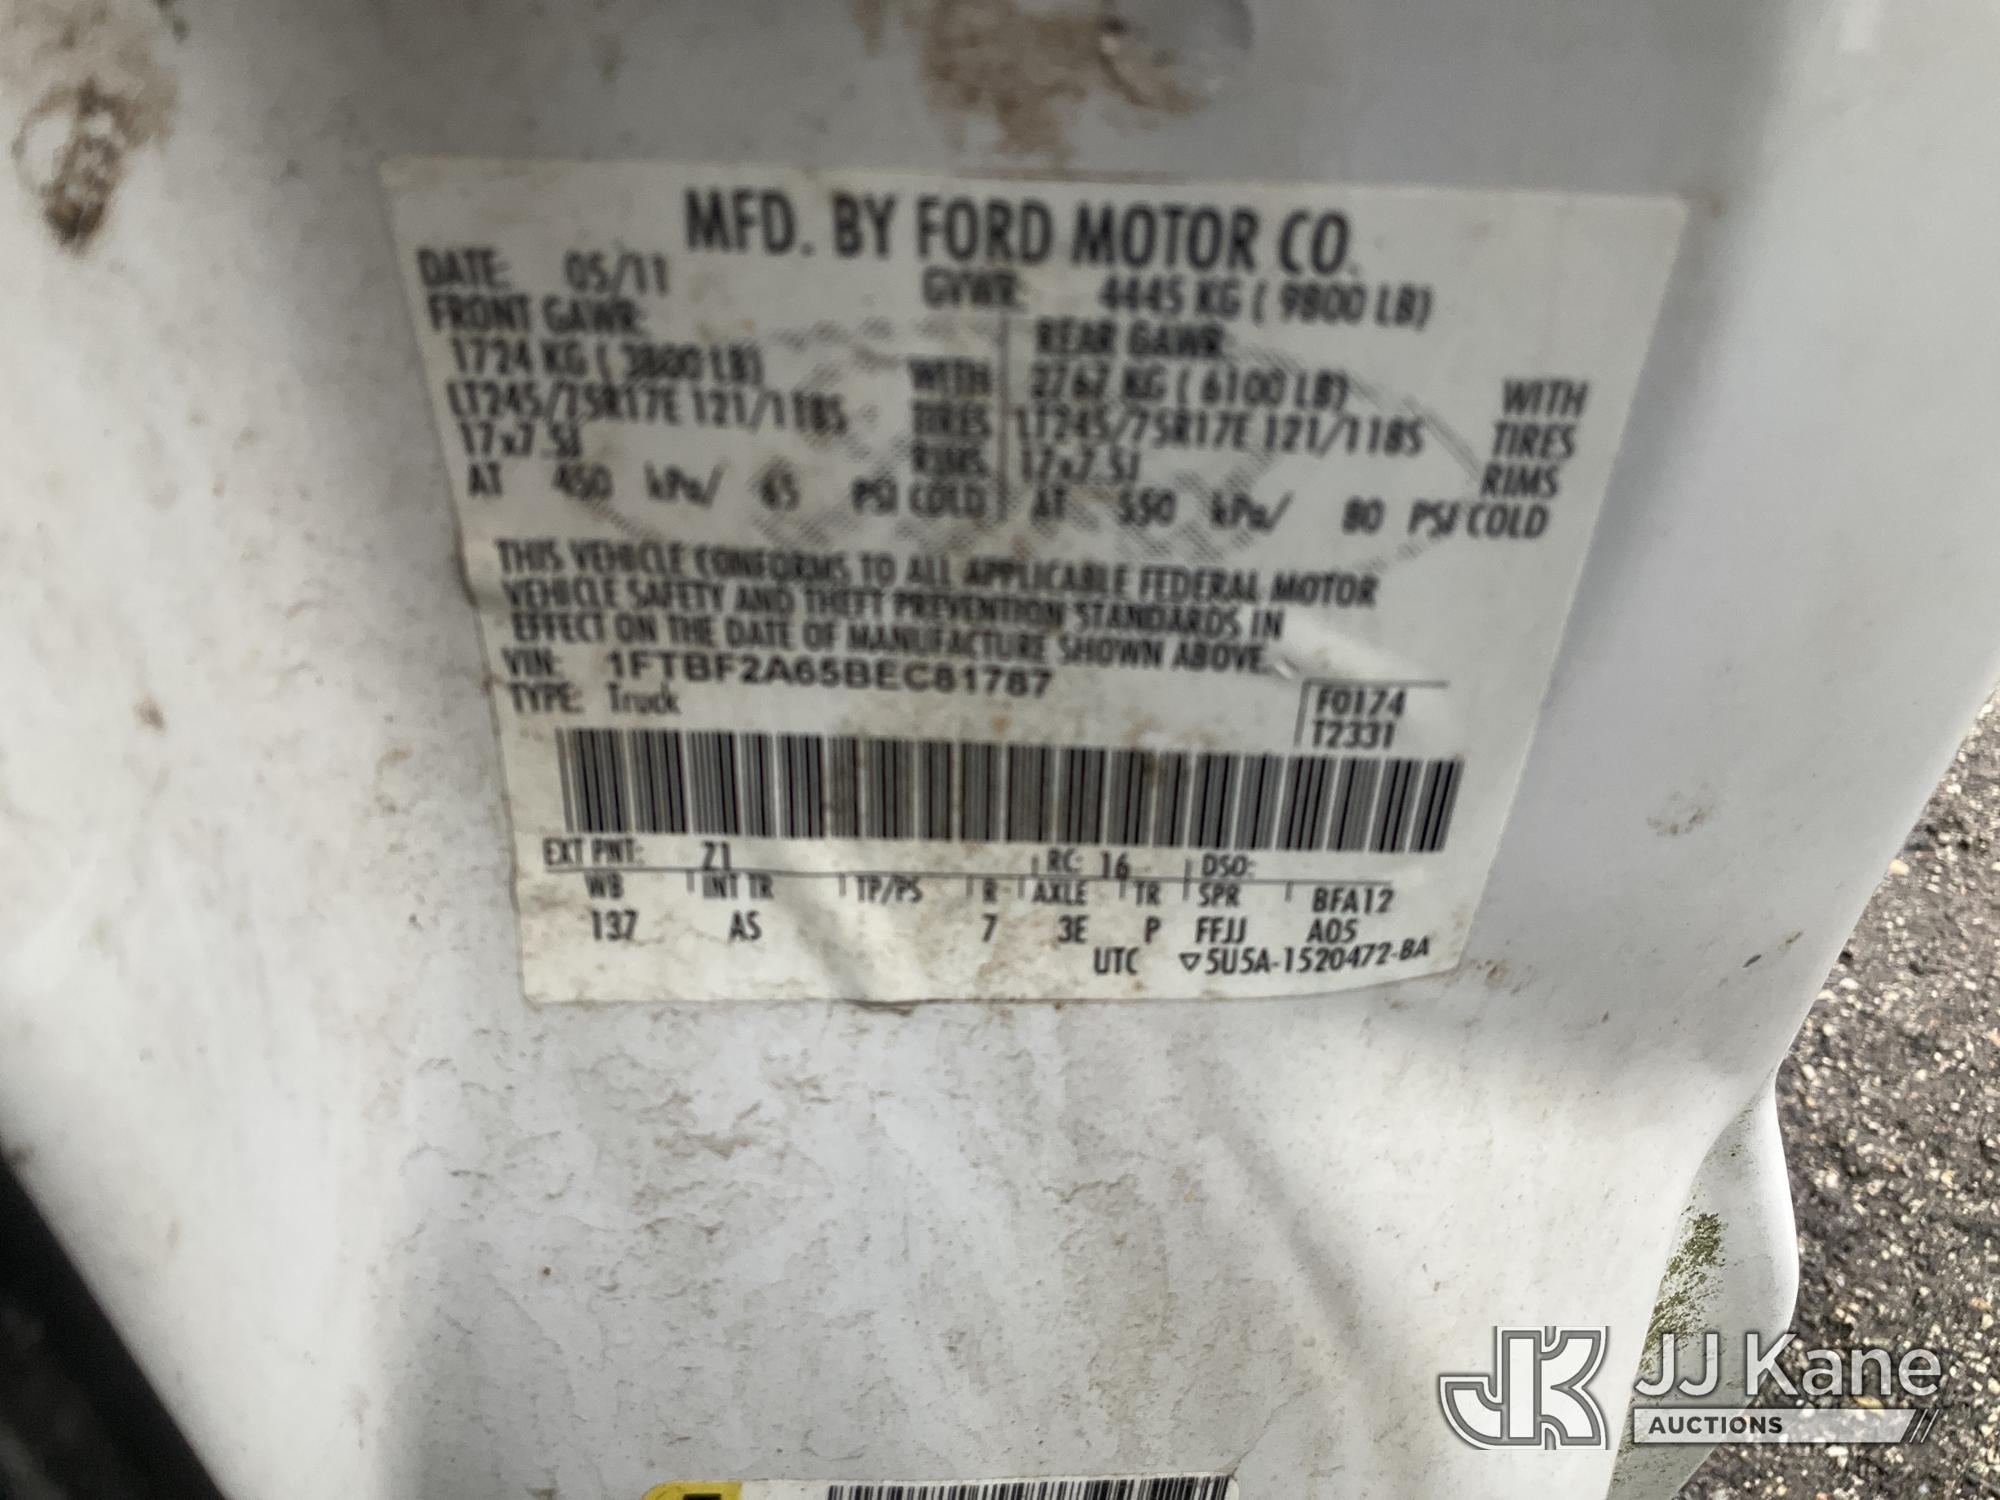 MFD. BY FORD MOTOR CO.
DATE: 05/11 GVWR: 4445 KG ( 9800 LB)
FRONT GAWR: REAR GAWR:
1724 KG ( 3800 LB) WITH 2767 KG ( 6100 LB) WITH
LT245/75R17E 121/118S TIRES LT245/75R17E 121/118S TIRES
17x7.5J RIMS 17x7.5J RIMS
AT 450 kPa/ 65 PSI COLD AT 550 kPa/ 80 PSI COLD
THIS VEHICLE CONFORMS TO ALL APPLICABLE FEDERAL MOTOR
VEHICLE SAFETY AND THEFT PREVENTION STANDARDS IN
EFFECT ON THE DATE OF MANUFACTURE SHOWN ABOVE.
VIN: 1FTBF2A65BEC81787
TYPE: Truck
F0174
T2331
EXT PNT: Z1 RC: 16 DSO:
WB INT TR TP/PS R AXLE TR SPR BFA12
137 AS 7 3E P FFJJ A05
UTC ▽5U5A-1520472-BA
JK JJ Kane
AUCTIONS